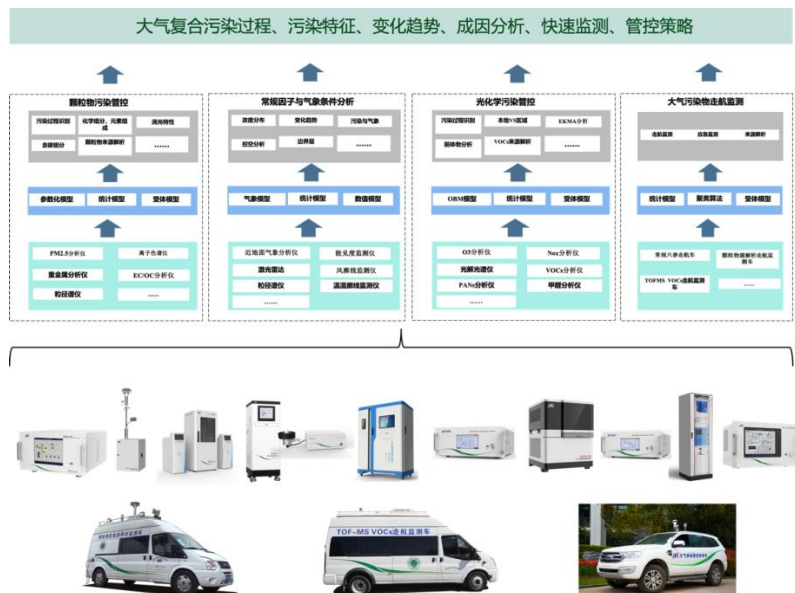 大气复合污染过程、污染特征、变化趋势、成因分析、快速监测、管控策略
颗粒物污染管控
污染过程识别
化学组分、元素组成
消光特性
含碳组分
颗粒物来源解析
……
参数化模型
统计模型
受体模型
PM2.5分析仪
离子色谱仪
重金属分析仪
EC/OC分析仪
粒径谱仪
……
常规因子与气象条件分析
浓度分布
变化趋势
污染与气象
控空分析
边界层
……
气象模型
统计模型
数值模型
近地面气象分析仪
能见度监测仪
激光雷达
风廓线监测仪
粒径谱仪
温湿廓线监测仪
……
光化学污染管控
污染过程识别
本地VS区域
EKMA分析
前体物分析
VOCs来源解析
……
OBM模型
统计模型
受体模型
O3分析仪
Nox分析仪
光解光谱仪
VOCs分析仪
PANs分析仪
甲醛分析仪
……
大气污染物走航监测
走航监测
应急监测
来源解析
统计模型
聚类算法
受体模型
常规六参走航车
颗粒物源解析走航监测车
TOFMS VOCs走航监测车
……
TOF-MS VOCs走航监测车